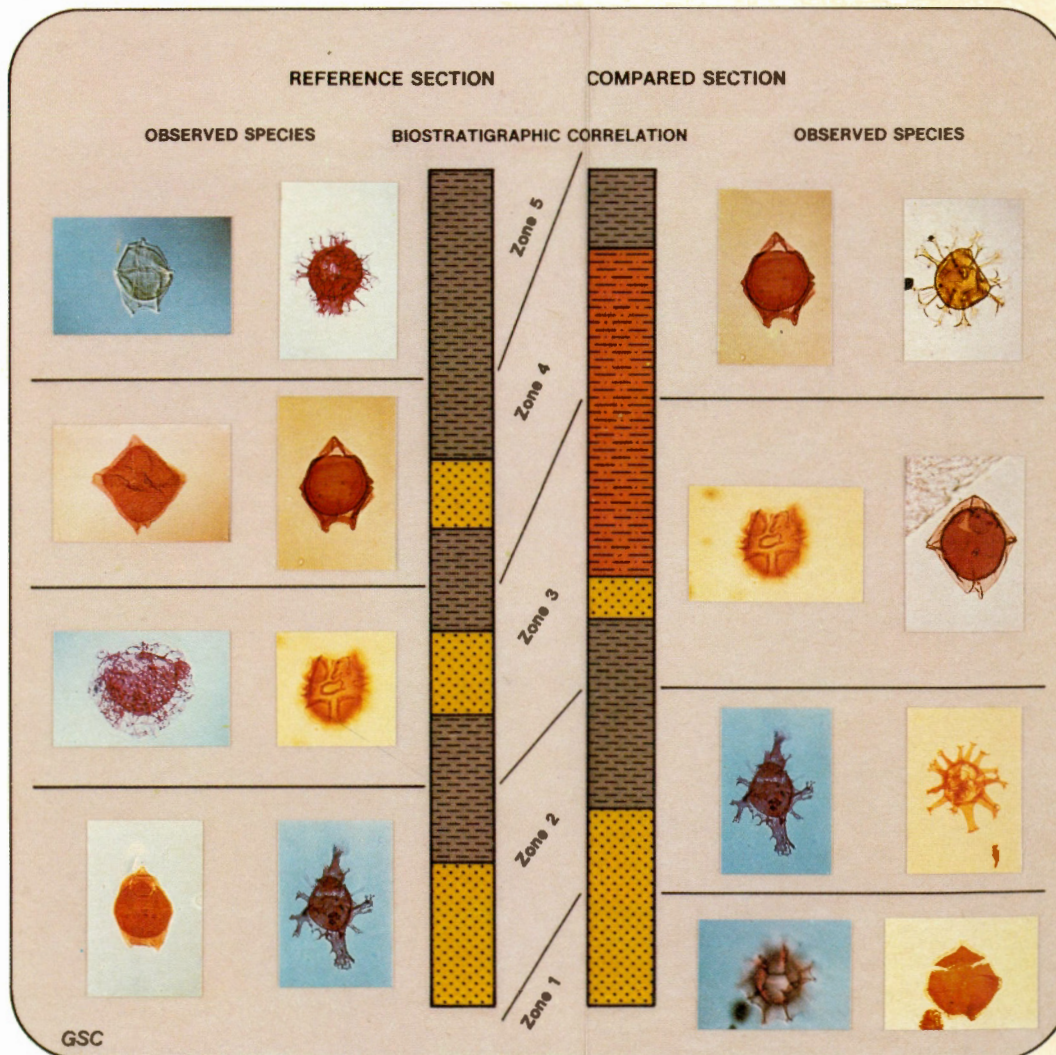 REFERENCE SECTION
COMPARED SECTION
OBSERVED SPECIES
BIOSTRATIGRAPHIC CORRELATION
OBSERVED SPECIES
Zone 5
Zone 4
Zone 3
Zone 2
Zone 1
GSC